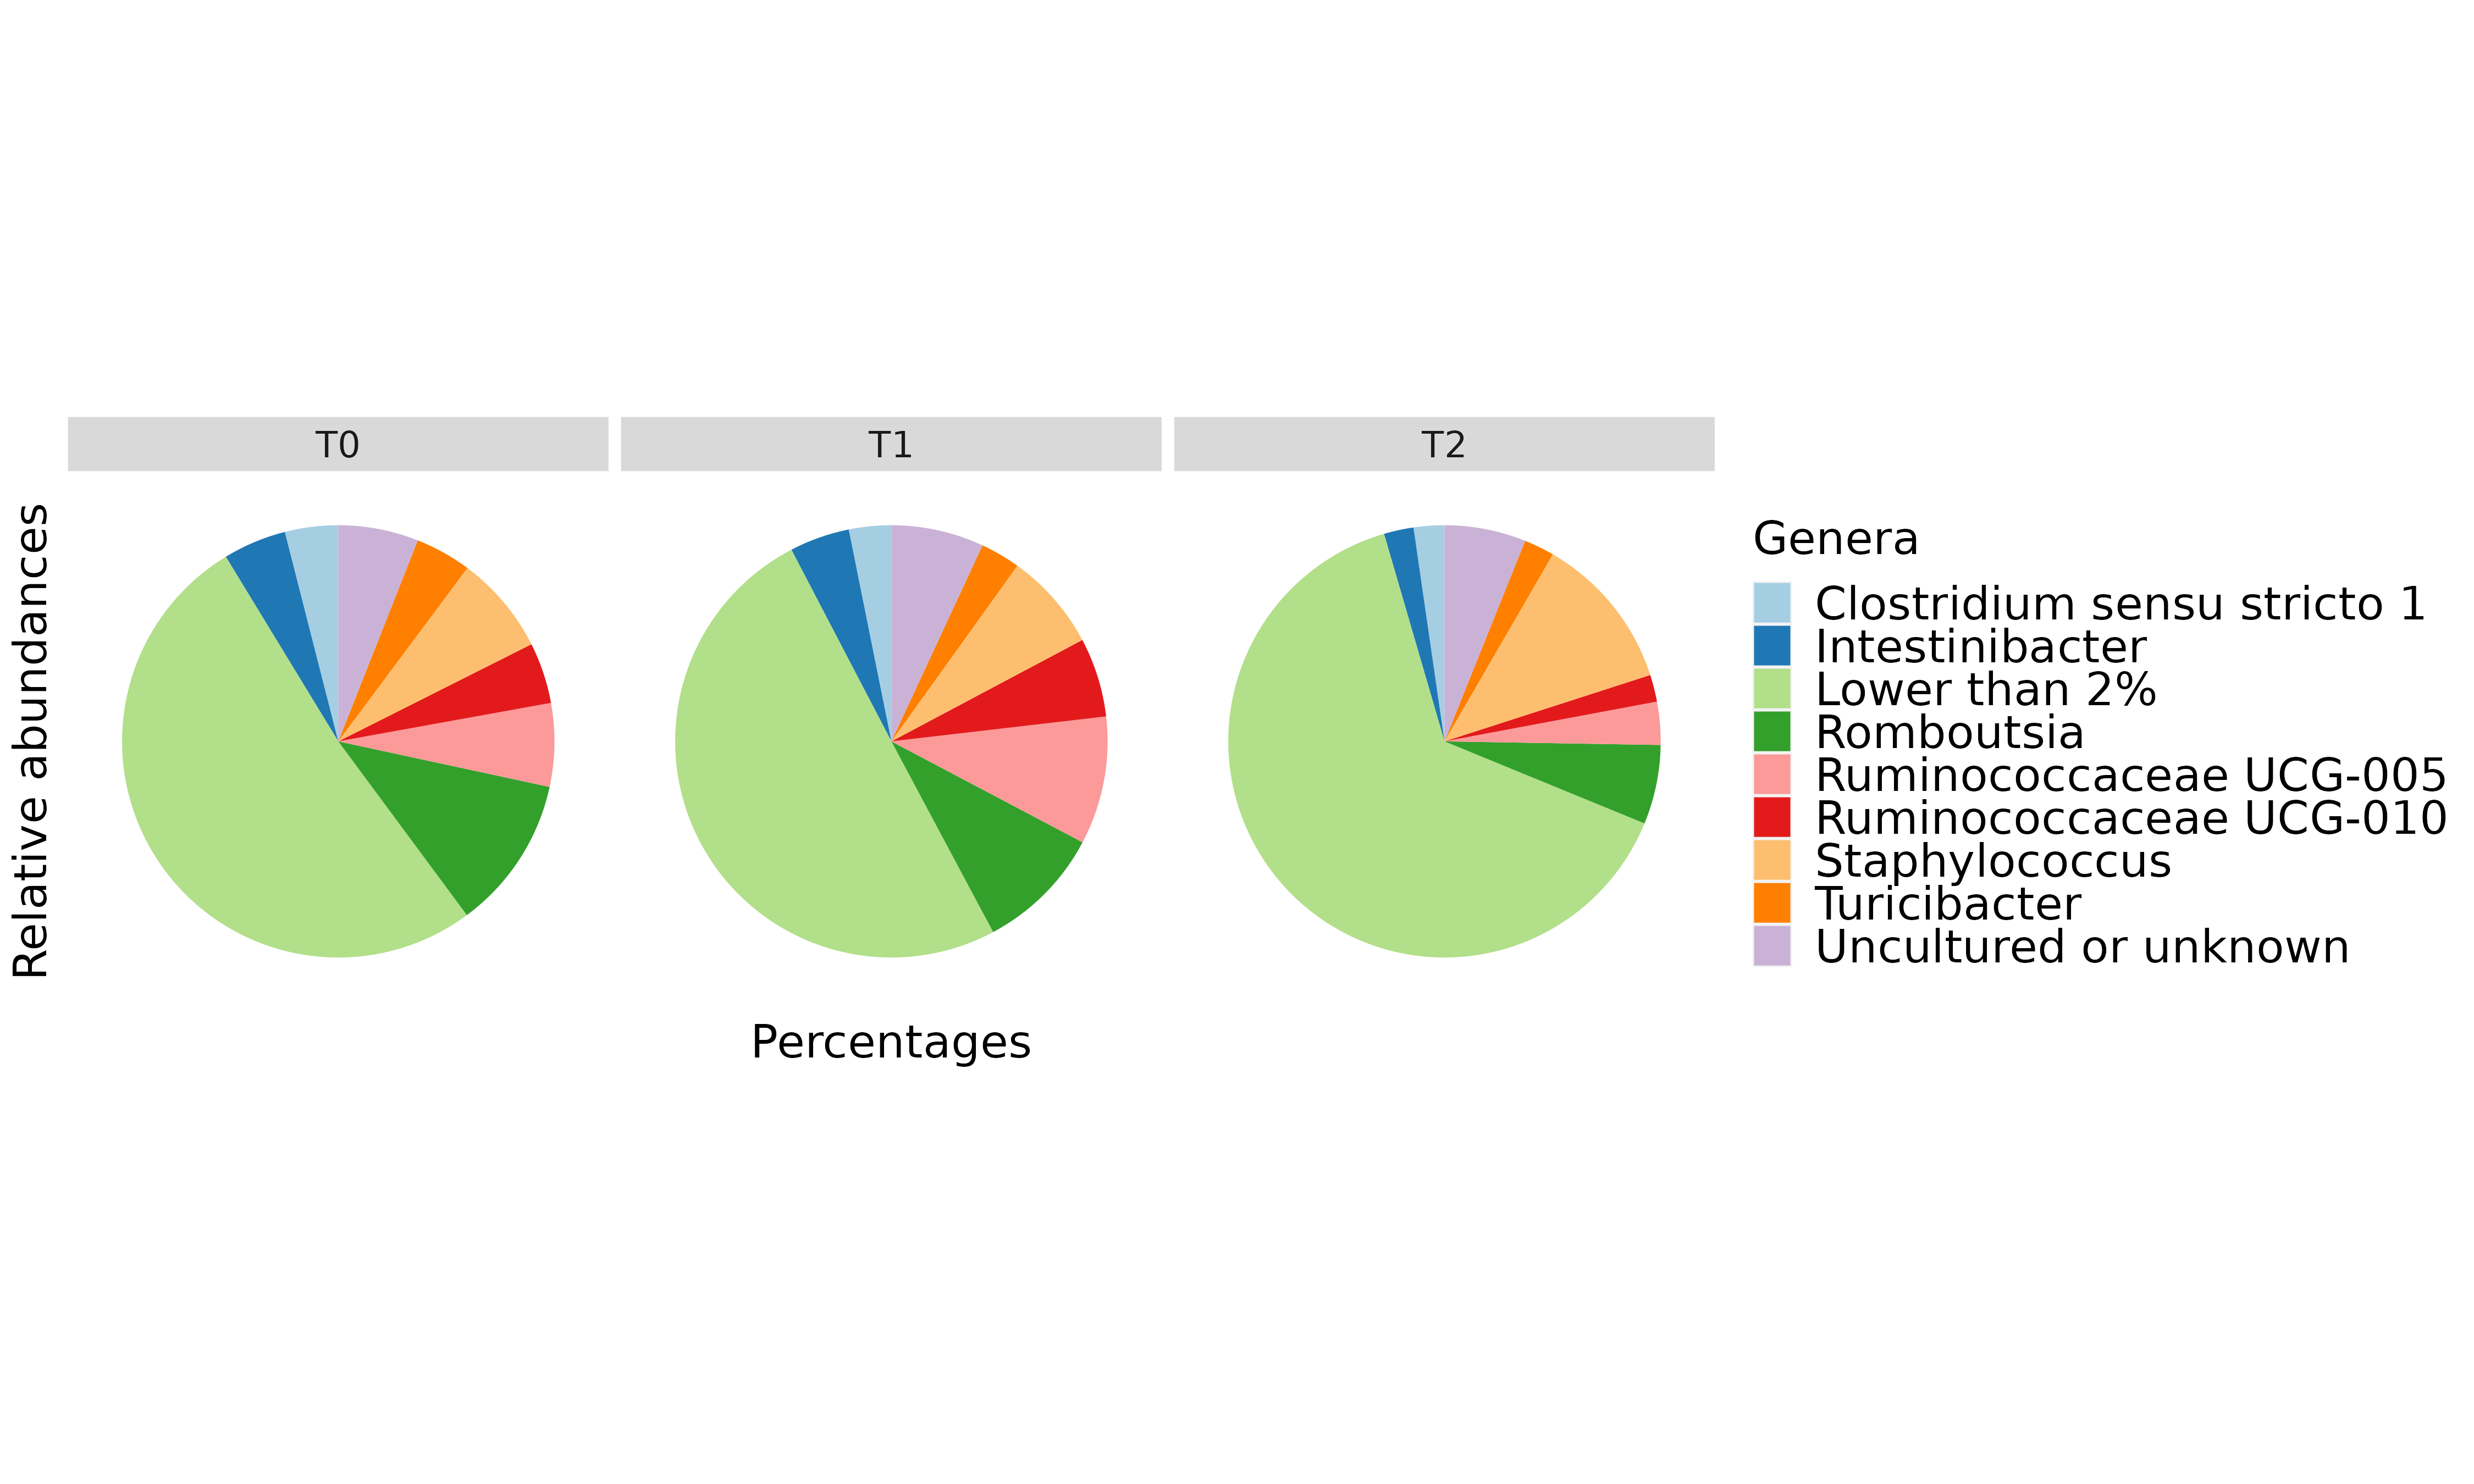 T0
T1
T2
Relative abundances
Percentages
Genera
Clostridium sensu stricto 1
Intestinibacter
Lower than 2%
Romboutsia
Ruminococcaceae UCG-005
Ruminococcaceae UCG-010
Staphylococcus
Turicibacter
Uncultured or unknown